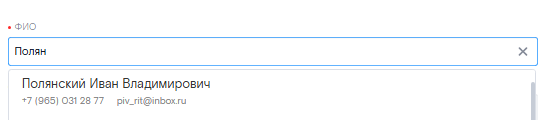 • ФИО
Полян
Полянский Иван Владимирович
+7 (965) 031 28 77 piv_rit@inbox.ru